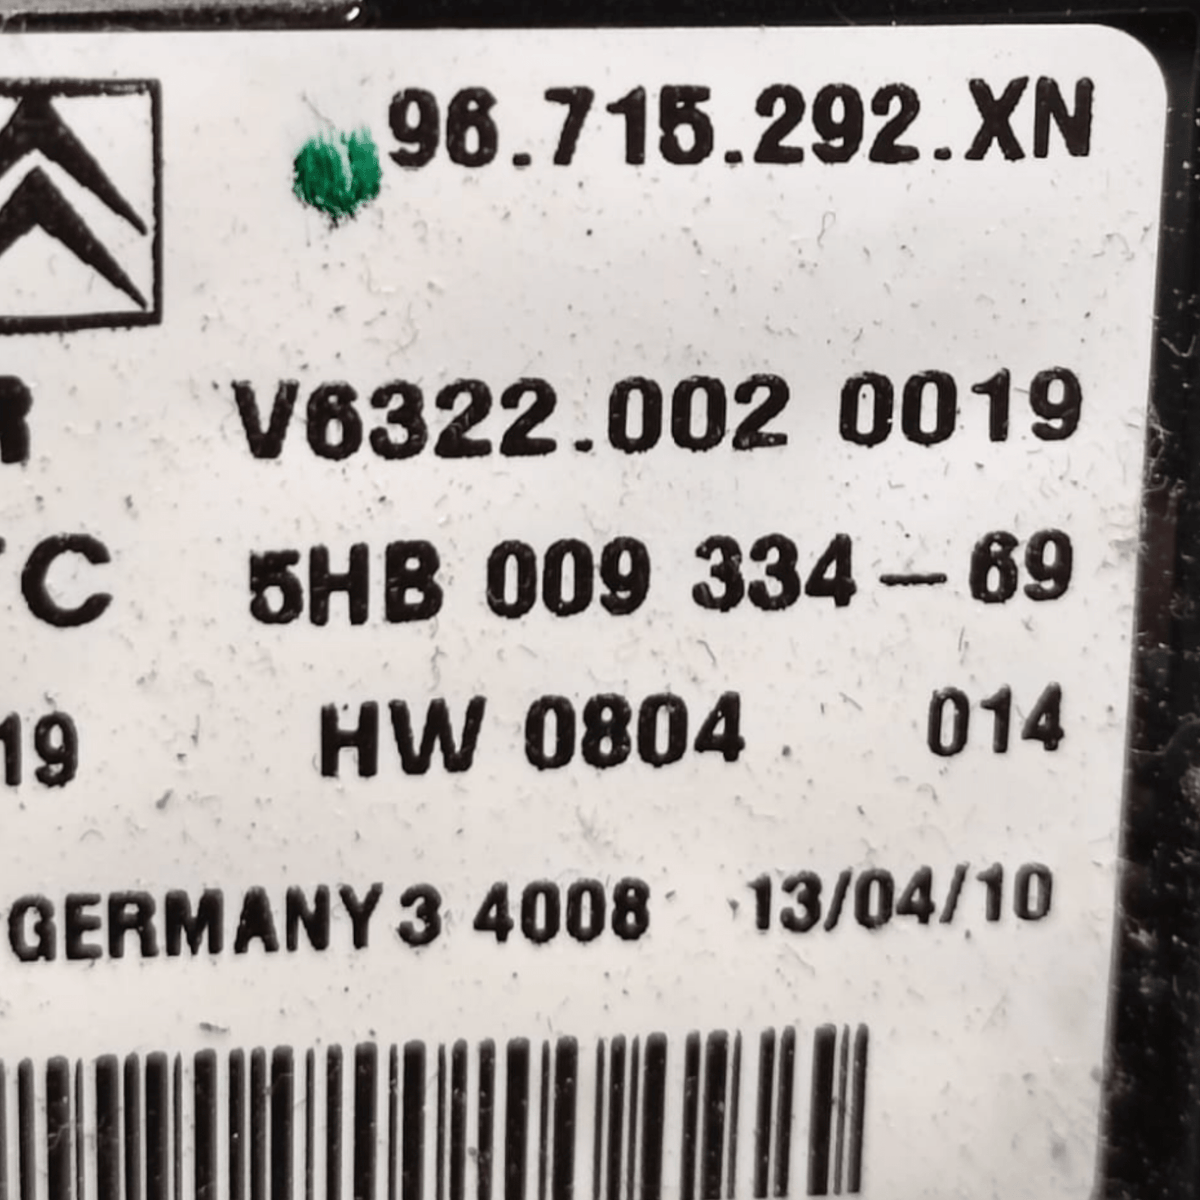 96.715.292.XN
R V6322.002 0019
C 5HB 009 334-69
19 HW 0804 014
GERMANY 3 4008 13/04/10